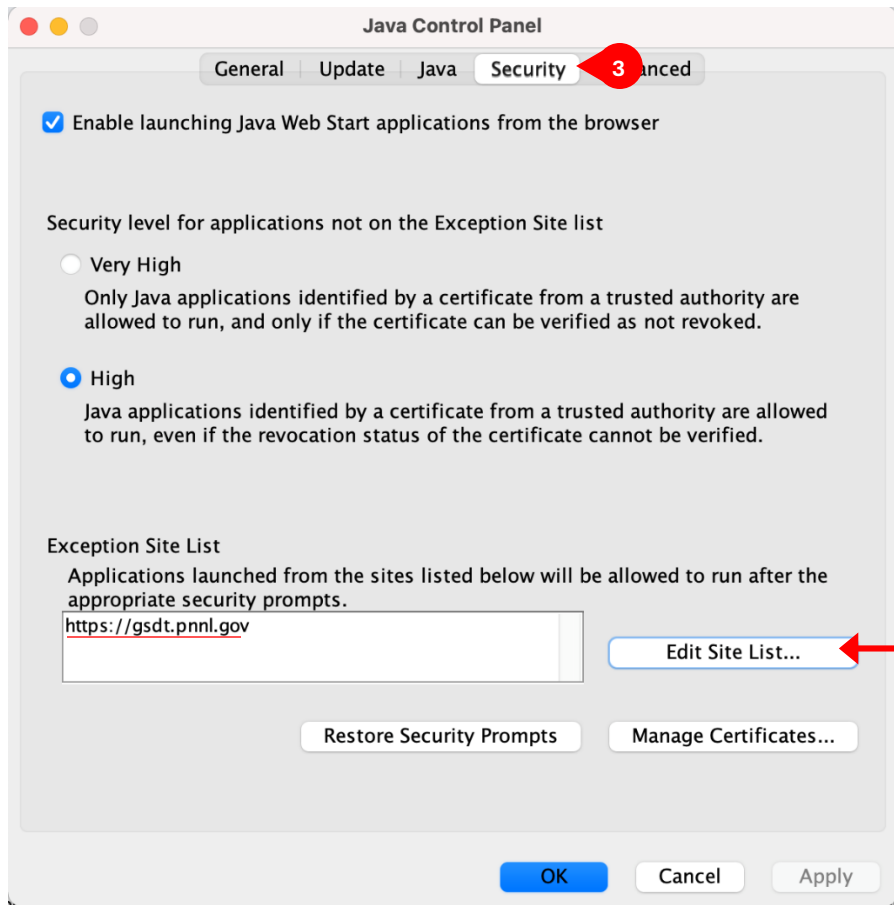 Java Control Panel
General Update Java Security 3 anced
Enable launching Java Web Start applications from the browser
Security level for applications not on the Exception Site list
Very High
Only Java applications identified by a certificate from a trusted authority are
allowed to run, and only if the certificate can be verified as not revoked.
High
Java applications identified by a certificate from a trusted authority are allowed
to run, even if the revocation status of the certificate cannot be verified.
Exception Site List
Applications launched from the sites listed below will be allowed to run after the
appropriate security prompts.
https://gsdt.pnnl.gov
Edit Site List...
Restore Security Prompts Manage Certificates...
OK Cancel Apply